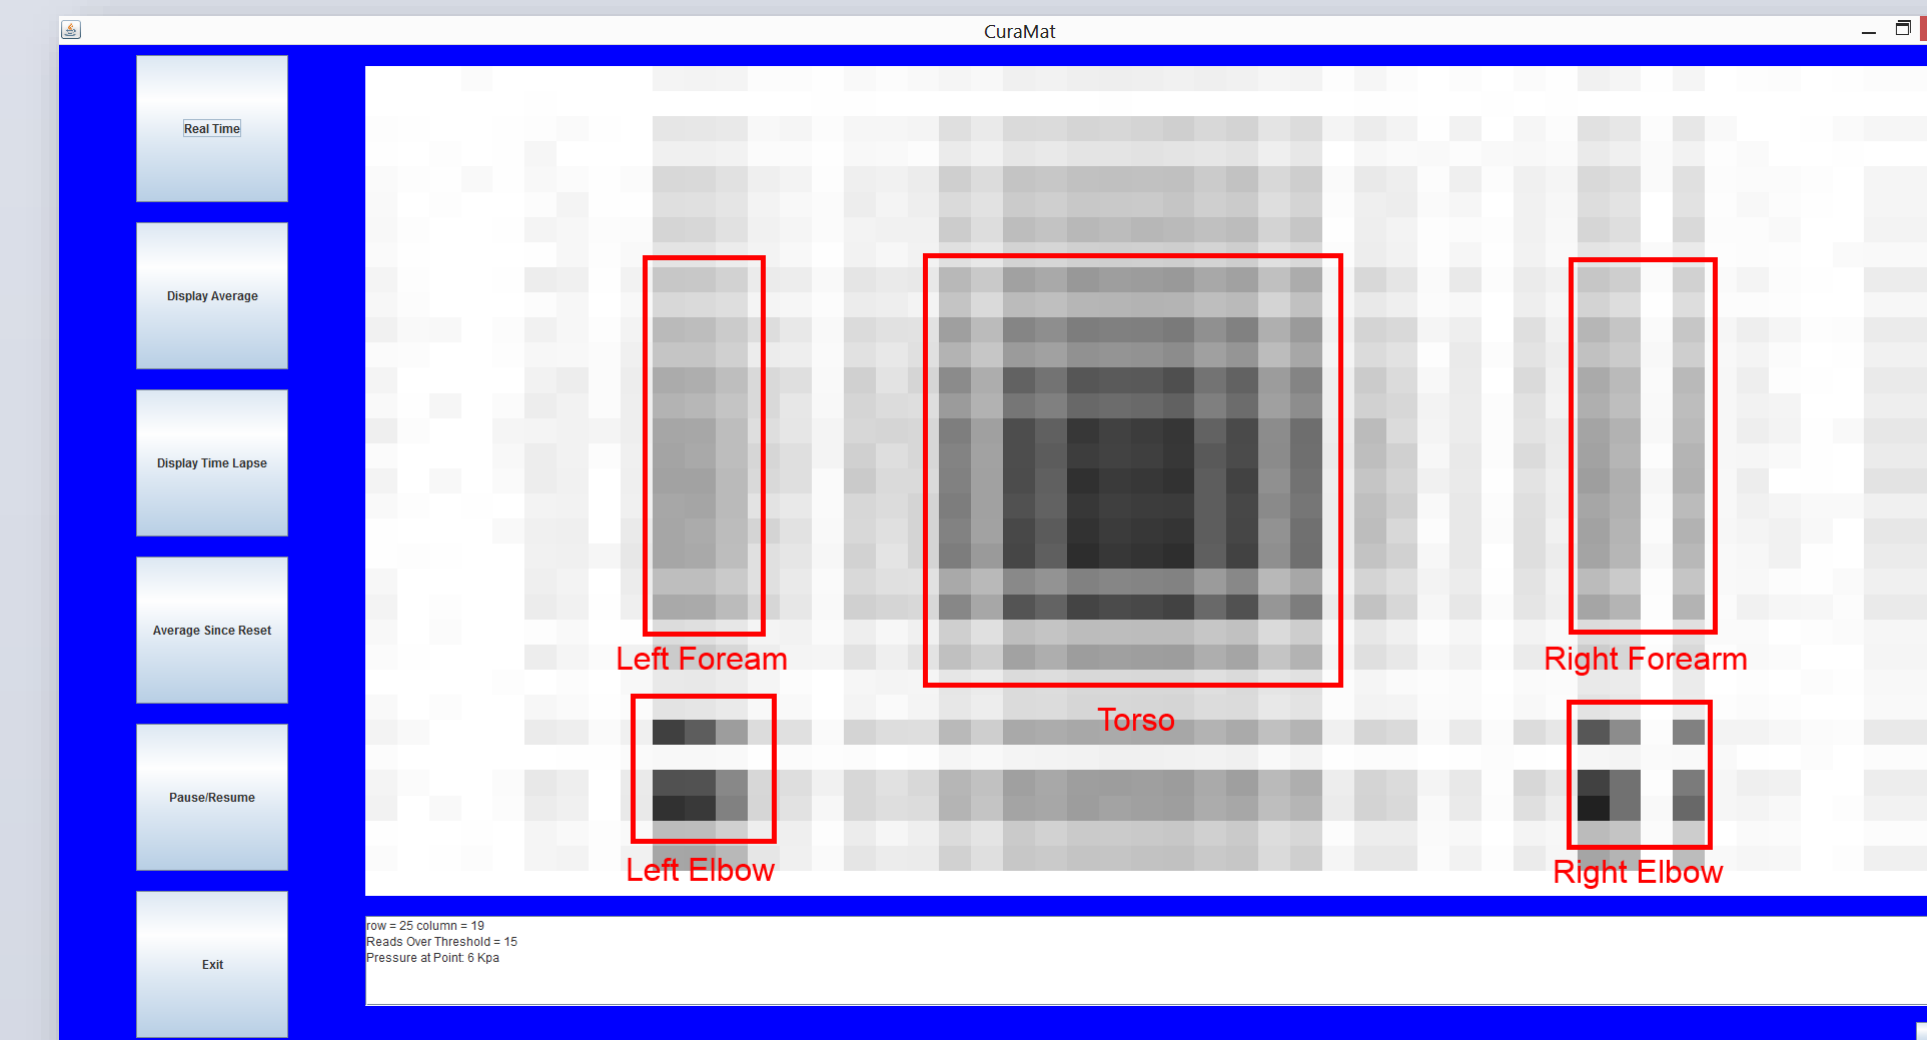 CuraMat
Real Time
Display Average
Display Time Lapse
Average Since Reset
Pause/Resume
Exit
Left Foream
Right Forearm
Torso
Left Elbow
Right Elbow
row = 25 column = 19
Reads Over Threshold = 15
Pressure at Point: 6 Kpa